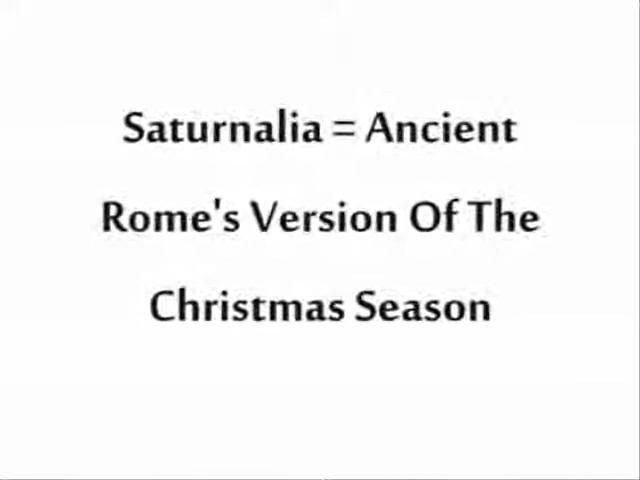 Saturnalia = Ancient
Rome's Version Of The
Christmas Season